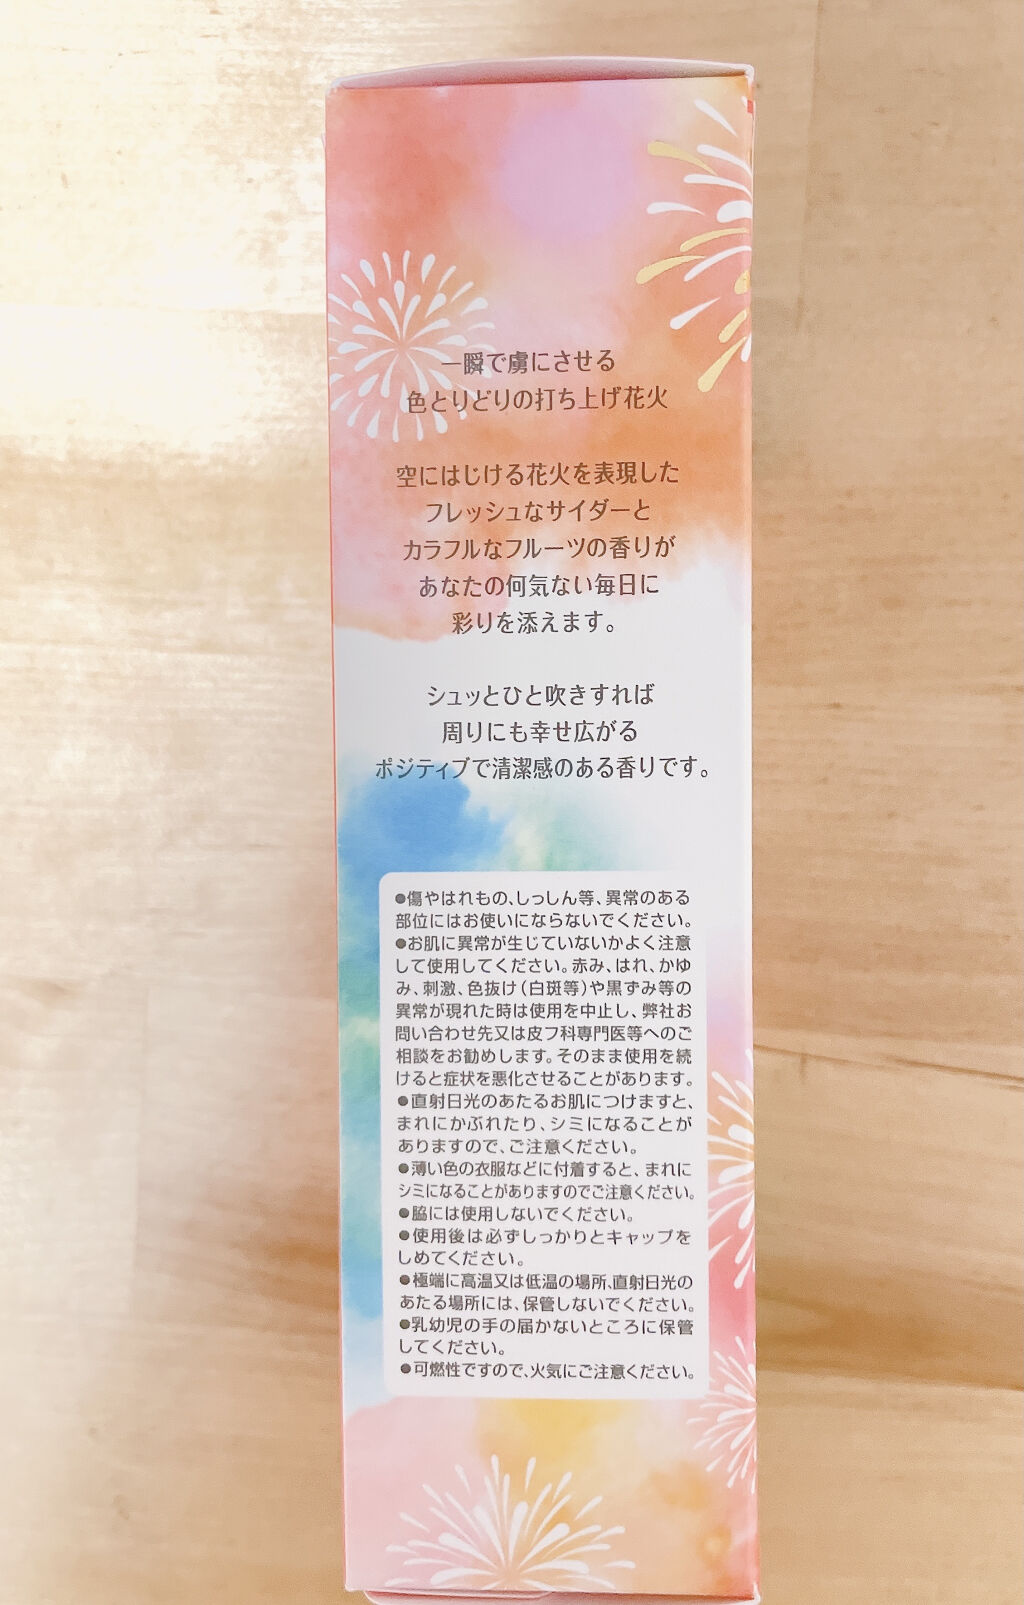 一瞬で虜にさせる
色とりどりの打ち上げ花火
空にはじける花火を表現した
フレッシュなサイダーと
カラフルなフルーツの香りが
あなたの何気ない毎日に
彩りを添えます。
シュッとひと吹きすれば
周りにも幸せ広がる
ポジティブで清潔感のある香りです。
●傷やはれもの、しっしん等、異常のある
部位にはお使いにならないでください。
●お肌に異常が生じていないかよく注意
して使用してください。赤み、はれ、かゆ
み、刺激、色抜け(白斑等)や黒ずみ等の
異常が現れた時は使用を中止し、弊社お
問い合わせ先又は皮フ科専門医等へのご
相談をお勧めします。そのまま使用を続
けると症状を悪化させることがあります。
●直射日光のあたるお肌につけますと、
まれにかぶれたり、シミになることが
ありますので、ご注意ください。
●薄い色の衣服などに付着すると、まれに
シミになることがありますのでご注意ください。
●脇には使用しないでください。
●使用後は必ずしっかりとキャップを
しめてください。
●極端に高温又は低温の場所、直射日光の
あたる場所には、保管しないでください。
●乳幼児の手の届かないところに保管
してください。
●可燃性ですので、火気にご注意ください。